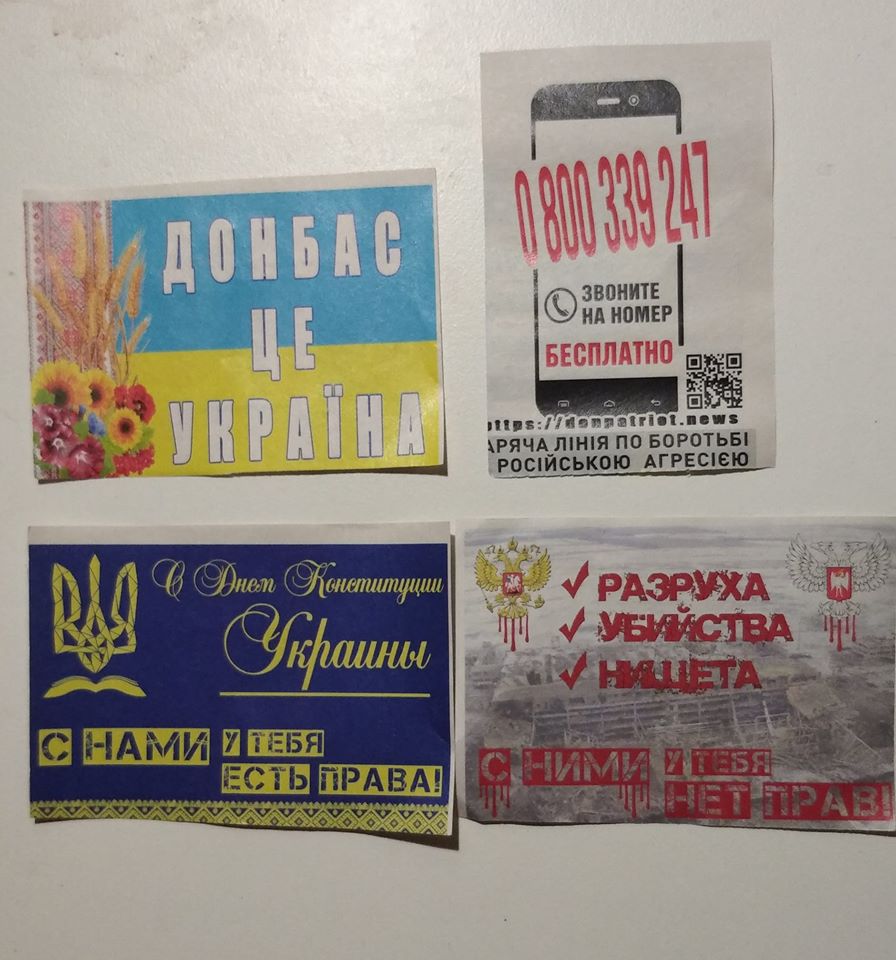 ДОНБАС
ЦЕ
УКРАЇНА
0 800 339 247
ЗВОНИТЕ
НА НОМЕР
БЕСПЛАТНО
https://donpatriot.news
АРЯЧА ЛІНІЯ ПО БОРОТЬБІ
РОСІЙСЬКОЮ АГРЕСІЄЮ
С Днем Конституции
Украины
С НАМИ У ТЕБЯ
ЕСТЬ ПРАВА!
РАЗРУХА
УБИЙСТВА
НИЩЕТА
С НИМИ У ТЕБЯ
НЕТ ПРАВ!